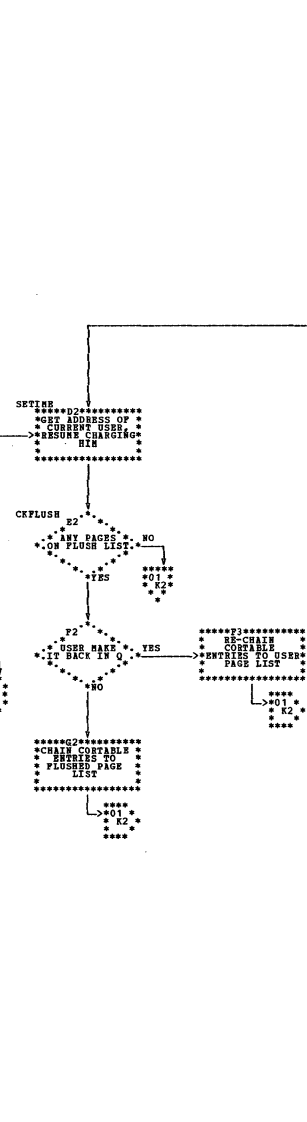 SETIME
*****D2**********
*GET ADDRESS OF *
* CURRENT USER, *
*RESUME CHARGING*
* HIM *
* *
*****************
CKFLUSH
E2
ANY PAGES
ON FLUSH LIST
NO
*01 *
* K2*
*YES
F2
USER MAKE
IT BACK IN Q
YES
*NO
*****F3**********
* RE-CHAIN *
* CORTABLE *
*ENTRIES TO USER*
* PAGE LIST *
* *
*****************
****
*01 *
* K2 *
* *
****
*****G2**********
*CHAIN CORTABLE *
* ENTRIES TO *
* FLUSHED PAGE *
* LIST *
* *
*****************
****
*01 *
* K2 *
* *
****